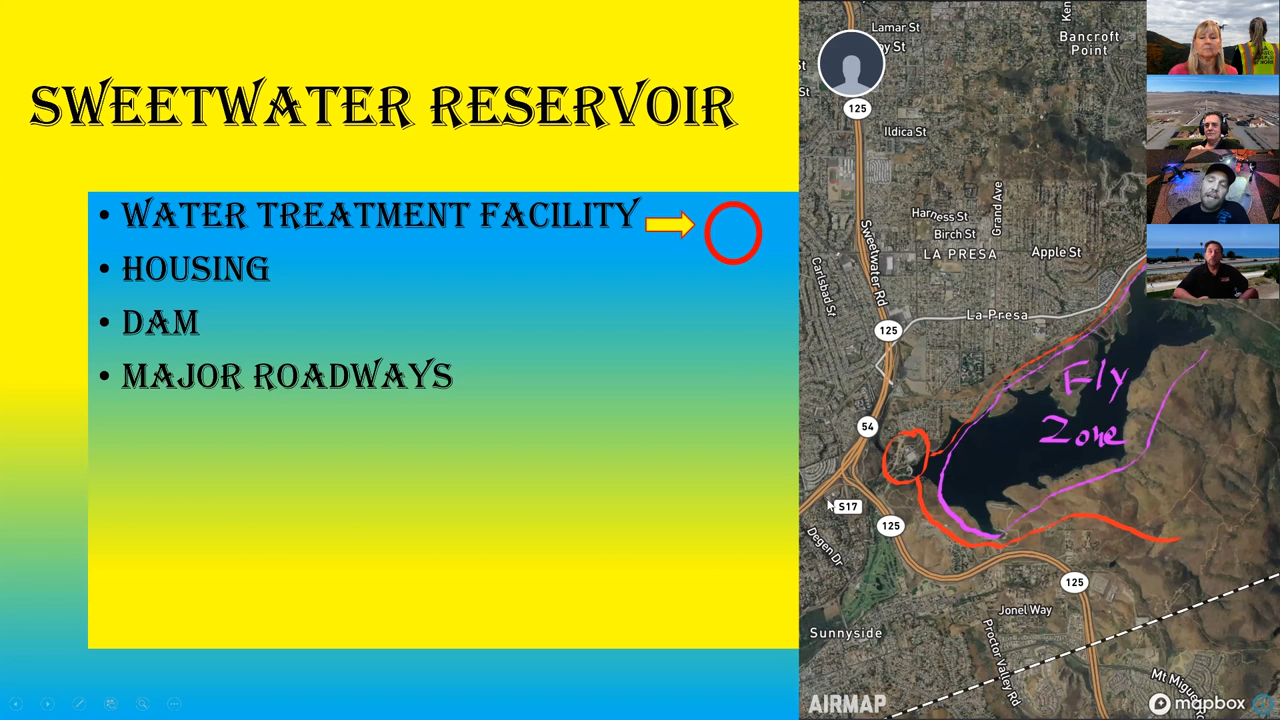 SWEETWATER RESERVOIR
• WATER TREATMENT FACILITY
• HOUSING
• DAM
• MAJOR ROADWAYS
Lamar St
Bancroft
Point
125
Ildica St
Grand Ave
Harness St
Birch St
Sweetwater Rd
LA PRESA
Apple St
Carlsbad St
La Presa
125
Fly
Zone
54
S17
125
Degen Dr
125
Jonel Way
Sunnyside
Proctor Valley Rd
AIRMAP
mapbox